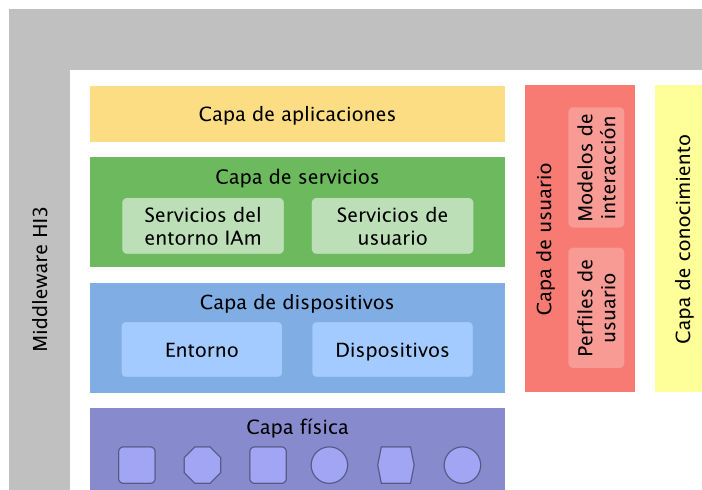 Middleware HI3
Capa de aplicaciones
Capa de servicios
Servicios del
entorno IAm
Servicios de
usuario
Capa de dispositivos
Entorno
Dispositivos
Capa física
Capa de usuario
Modelos de
interacción
Perfiles de
usuario
Capa de conocimiento